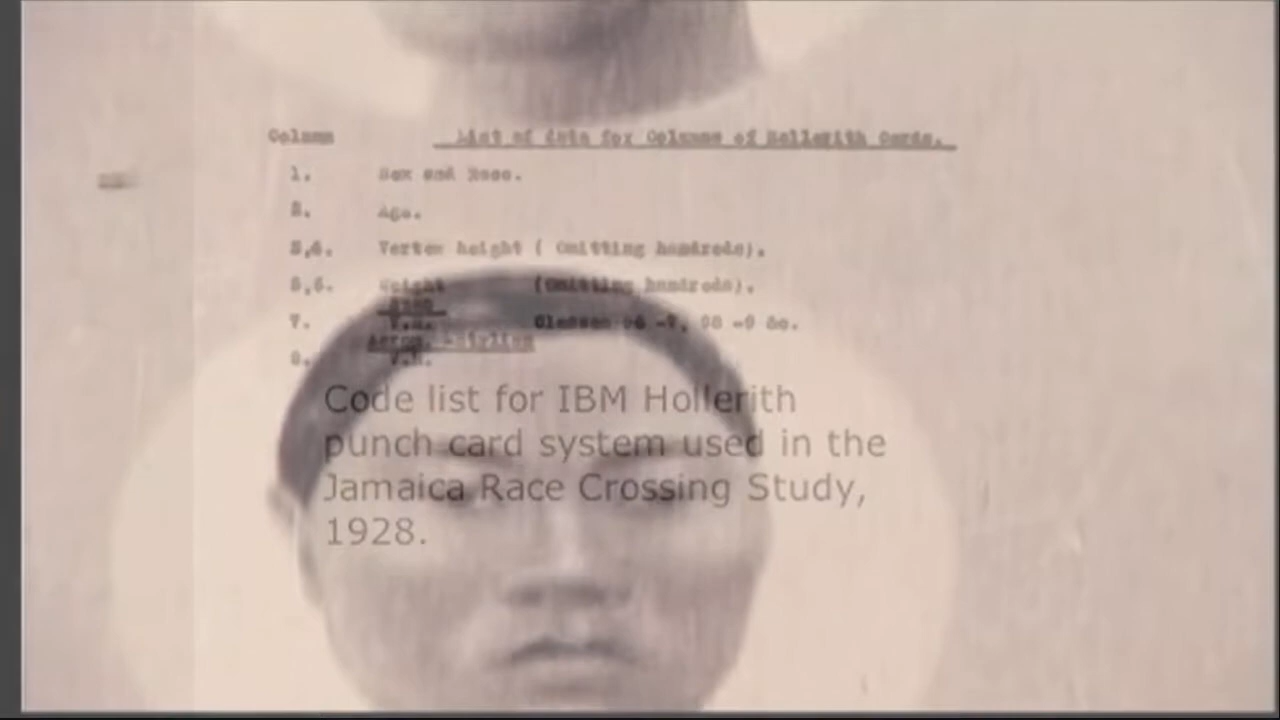 Column List of data for Columns of Hollerith Cards.
1. Sex and Race.
2. Age.
Vertex height ( Omitting hundreds).
Weight (Omitting hundreds).
7.
8.
Code list for IBM Hollerith
punch card system used in the
Jamaica Race Crossing Study,
1928.